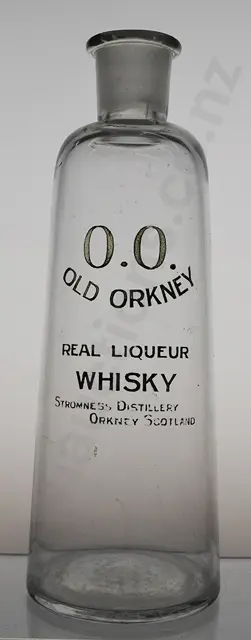 O.O.
OLD ORKNEY
REAL LIQUEUR
WHISKY
STROMNESS DISTILLERY
ORKNEY SCOTLAND